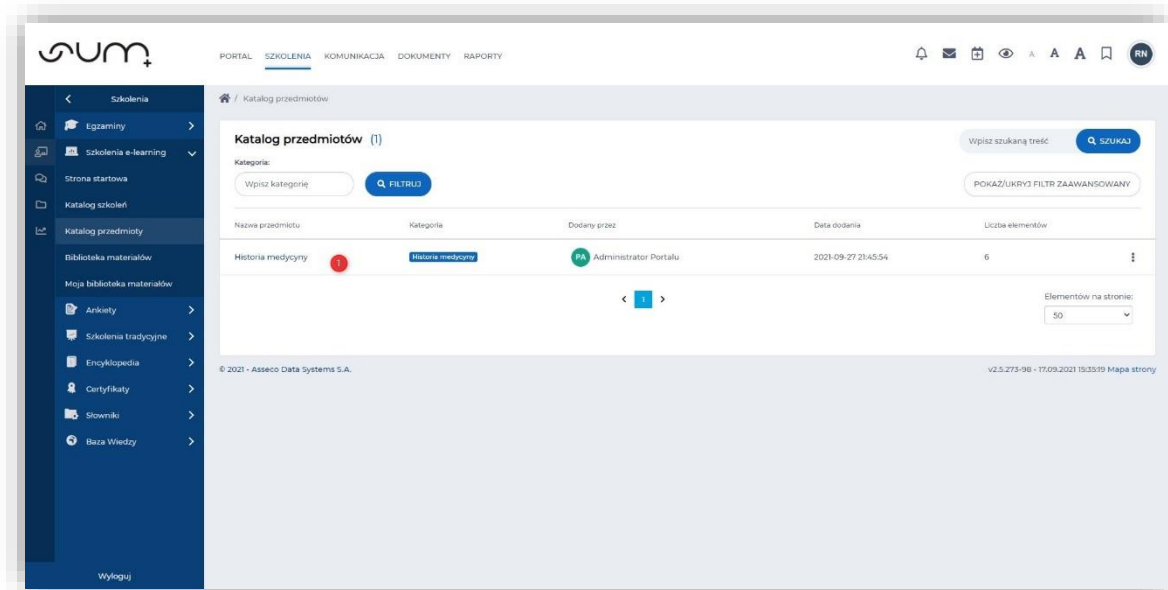 sum+
PORTAL SZKOLENIA KOMUNIKACJA DOKUMENTY RAPORTY
A A A RN
Szkolenia
Egzaminy
Szkolenia e-learning
Strona startowa
Katalog szkoleń
Katalog przedmioty
Biblioteka materiałów
Moja biblioteka materiałów
Ankiety
Szkolenia tradycyjne
Encyklopedia
Certyfikaty
Słowniki
Baza Wiedzy
Wyloguj
/ Katalog przedmiotów
Katalog przedmiotów (1)
Wpisz szukaną treść SZUKAJ
Kategoria:
Wpisz kategorię FILTRUJ
POKAŻ/UKRYJ FILTR ZAAWANSOWANY
Nazwa przedmiotu Kategoria Dodany przez Data dodania Liczba elementów
Historia medycyny 1 Historia medycyny PA Administrator Portalu 2021-09-27 21:45:54 6
< 1 >
Elementów na stronie:
50
© 2021 - Asseco Data Systems S.A.
v2.5.273-98 - 17.09.2021 15:35:19 Mapa strony